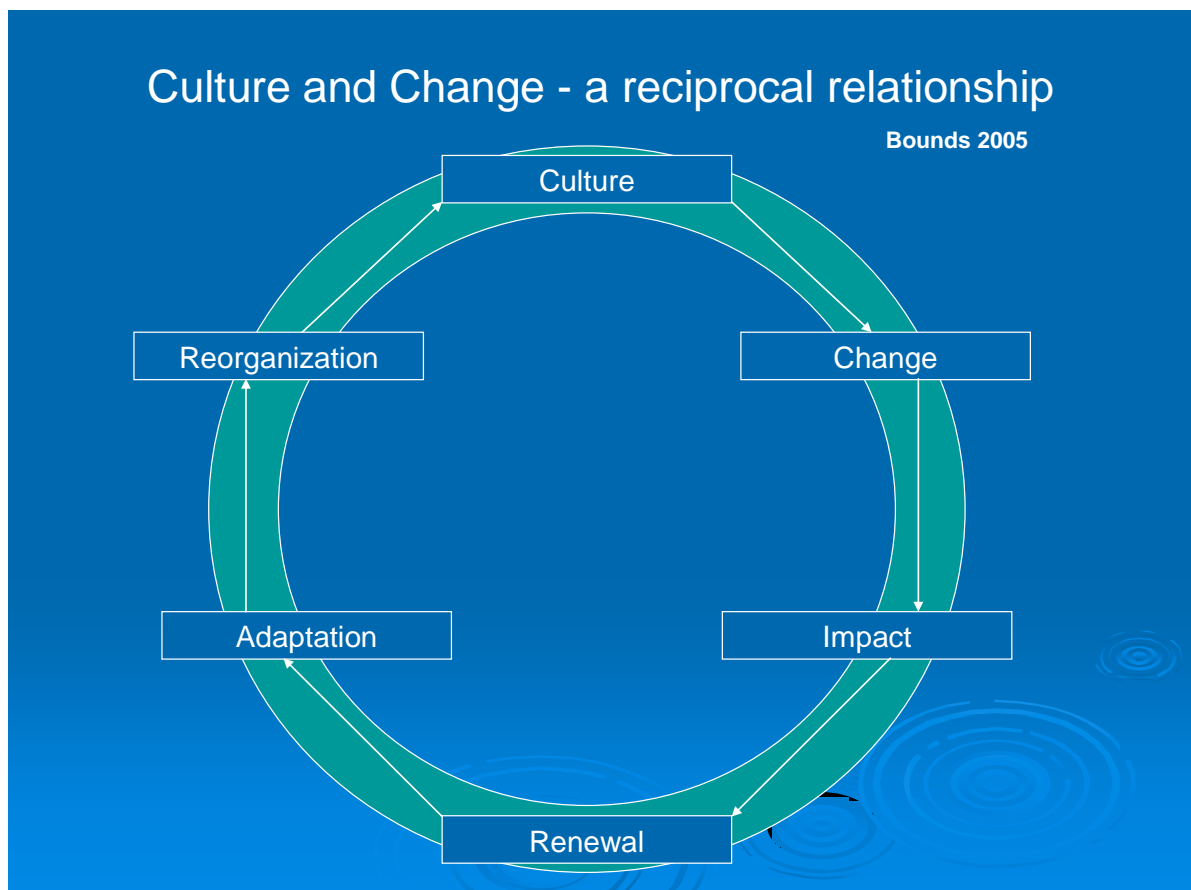 Culture and Change - a reciprocal relationship
Bounds 2005
Culture
Reorganization
Change
Adaptation
Impact
Renewal